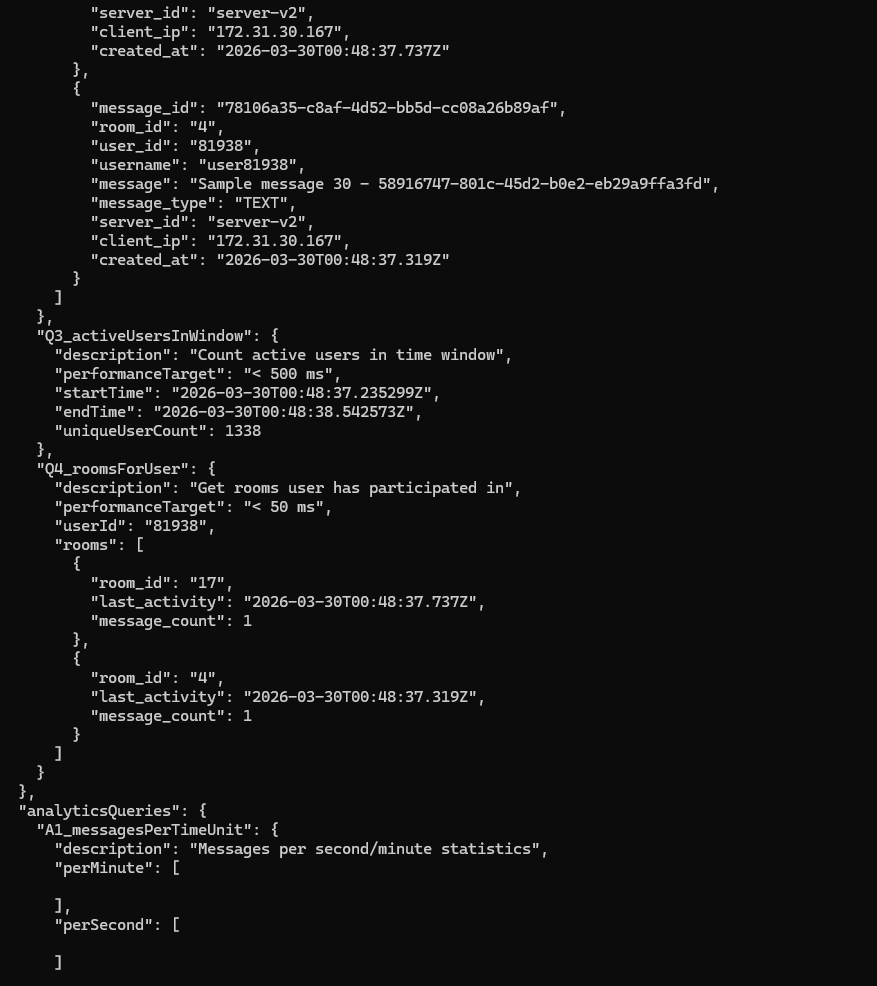 "server_id": "server-v2",
"client_ip": "172.31.30.167",
"created_at": "2026-03-30T00:48:37.737Z"
},
{
"message_id": "78106a35-c8af-4d52-bb5d-cc08a26b89af",
"room_id": "4",
"user_id": "81938",
"username": "user81938",
"message": "Sample message 30 - 58916747-801c-45d2-b0e2-eb29a9ffa3fd",
"message_type": "TEXT",
"server_id": "server-v2",
"client_ip": "172.31.30.167",
"created_at": "2026-03-30T00:48:37.319Z"
}
]
},
"Q3_activeUsersInWindow": {
"description": "Count active users in time window",
"performanceTarget": "< 500 ms",
"startTime": "2026-03-30T00:48:37.235299Z",
"endTime": "2026-03-30T00:48:38.542573Z",
"uniqueUserCount": 1338
},
"Q4_roomsForUser": {
"description": "Get rooms user has participated in",
"performanceTarget": "< 50 ms",
"userId": "81938",
"rooms": [
{
"room_id": "17",
"last_activity": "2026-03-30T00:48:37.737Z",
"message_count": 1
},
{
"room_id": "4",
"last_activity": "2026-03-30T00:48:37.319Z",
"message_count": 1
}
]
}
},
"analyticsQueries": {
"A1_messagesPerTimeUnit": {
"description": "Messages per second/minute statistics",
"perMinute": [
],
"perSecond": [
]